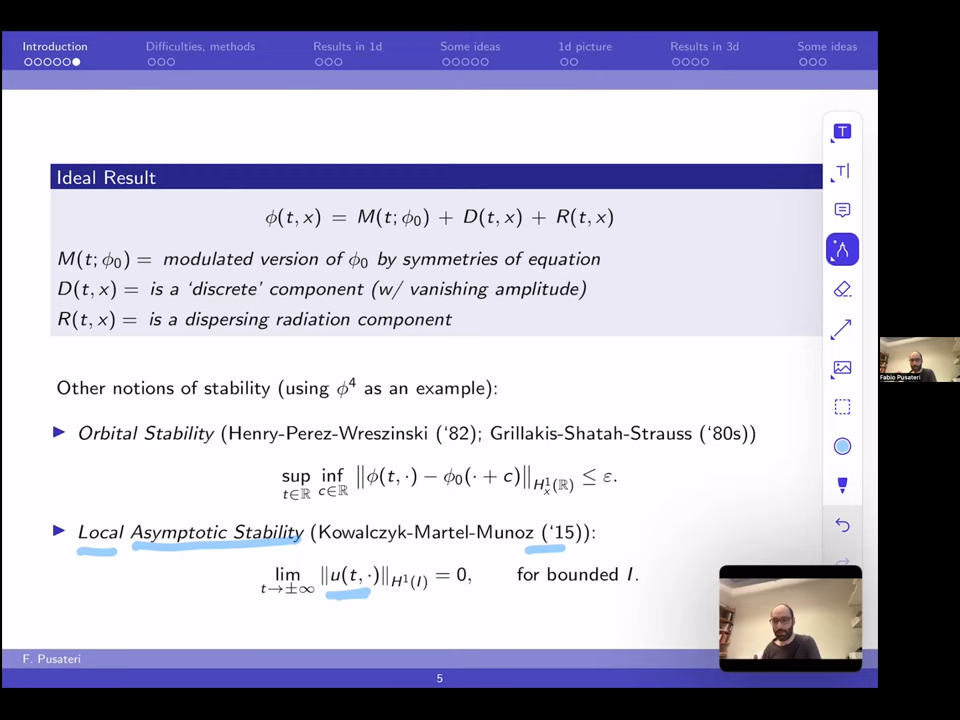 Introduction
Difficulties, methods
Results in 1d
Some ideas
1d picture
Results in 3d
Some ideas
Ideal Result
ϕ(t, x) = M(t; ϕ₀) + D(t, x) + R(t, x)
M(t; ϕ₀) = modulated version of ϕ₀ by symmetries of equation
D(t, x) = is a ‘discrete’ component (w/ vanishing amplitude)
R(t, x) = is a dispersing radiation component
Other notions of stability (using ϕ⁴ as an example):
▶ Orbital Stability (Henry-Perez-Wreszinski (‘82); Grillakis-Shatah-Strauss (‘80s))
sup_{t∈ℝ} inf_{c∈ℝ} ‖ϕ(t, ·) − ϕ₀(· + c)‖_{H¹ₓ(ℝ)} ≤ ε.
▶ Local Asymptotic Stability (Kowalczyk-Martel-Munoz (‘15)):
lim_{t→±∞} ‖u(t, ·)‖_{H¹(I)} = 0, for bounded I.
F. Pusateri
5
T
T
Fabio Pusateri